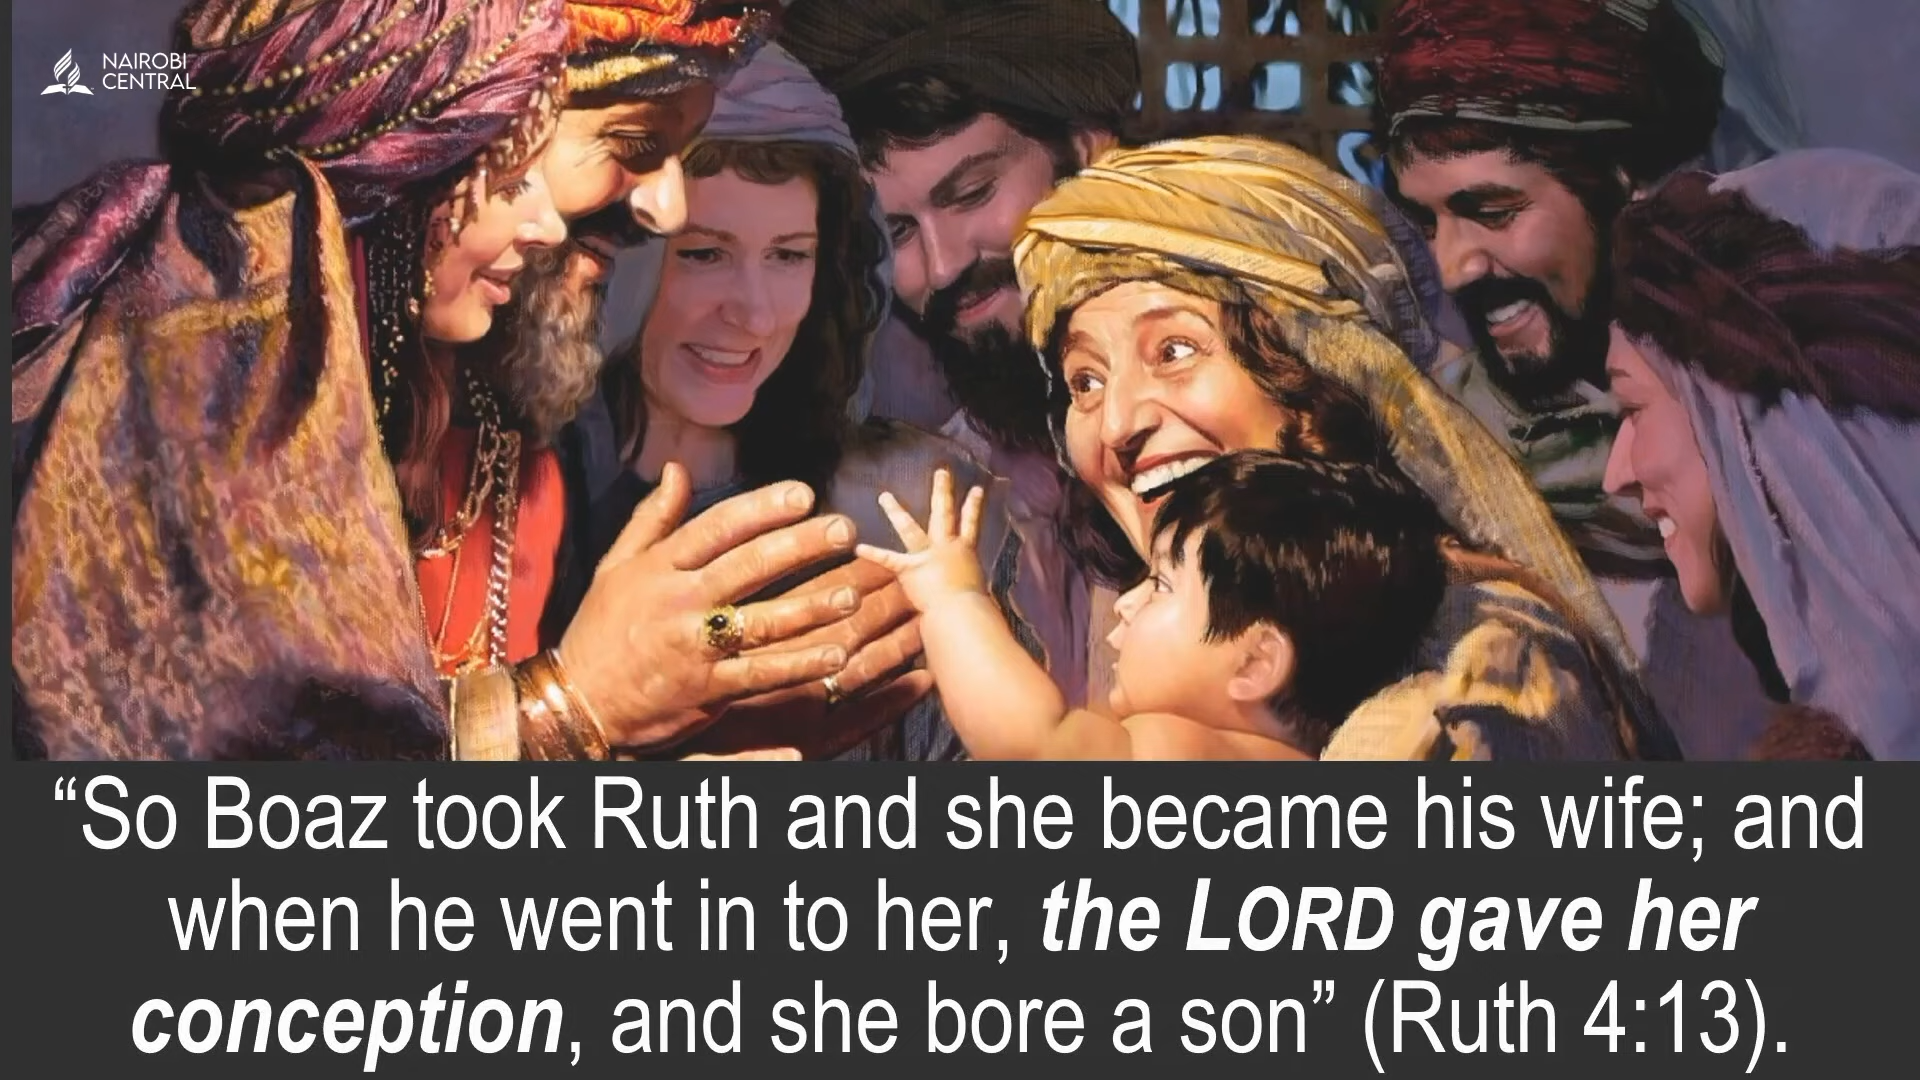 NAIROBI
CENTRAL
“So Boaz took Ruth and she became his wife; and
when he went in to her, the LORD gave her
conception, and she bore a son” (Ruth 4:13).